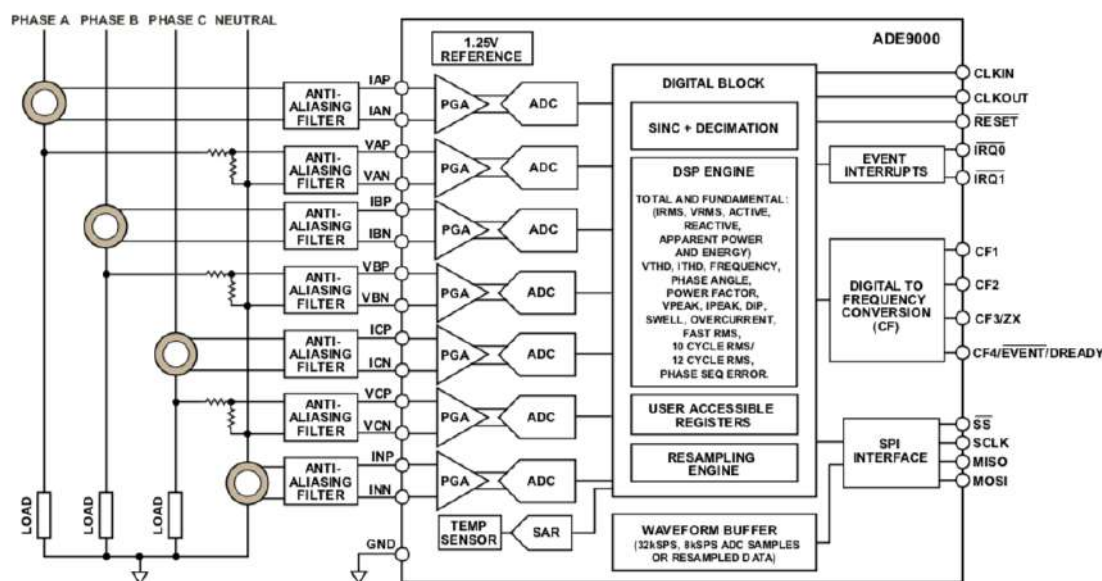 PHASE A PHASE B PHASE C NEUTRAL
1.25V
REFERENCE
ADE9000
IAP
IAN
ANTI-
ALIASING
FILTER
PGA
ADC
VAP
VAN
ANTI-
ALIASING
FILTER
PGA
ADC
IBP
IBN
ANTI-
ALIASING
FILTER
PGA
ADC
VBP
VBN
ANTI-
ALIASING
FILTER
PGA
ADC
ICP
ICN
ANTI-
ALIASING
FILTER
PGA
ADC
VCP
VCN
ANTI-
ALIASING
FILTER
PGA
ADC
INP
INN
ANTI-
ALIASING
FILTER
PGA
ADC
LOAD
LOAD
LOAD
GND
TEMP
SENSOR
SAR
DIGITAL BLOCK
SINC + DECIMATION
DSP ENGINE
TOTAL AND FUNDAMENTAL:
(IRMS, VRMS, ACTIVE,
REACTIVE,
APPARENT POWER
AND ENERGY)
VTHD, ITHD, FREQUENCY,
PHASE ANGLE,
POWER FACTOR,
VPEAK, IPEAK, DIP,
SWELL, OVERCURRENT,
FAST RMS,
10 CYCLE RMS/
12 CYCLE RMS,
PHASE SEQ ERROR.
USER ACCESSIBLE
REGISTERS
RESAMPLING
ENGINE
WAVEFORM BUFFER
(32kSPS, 8kSPS ADC SAMPLES
OR RESAMPLED DATA)
EVENT
INTERRUPTS
DIGITAL TO
FREQUENCY
CONVERSION
(CF)
SPI
INTERFACE
CLKIN
CLKOUT
RESET
IRQ0
IRQ1
CF1
CF2
CF3/ZX
CF4/EVENT/DREADY
SS
SCLK
MISO
MOSI